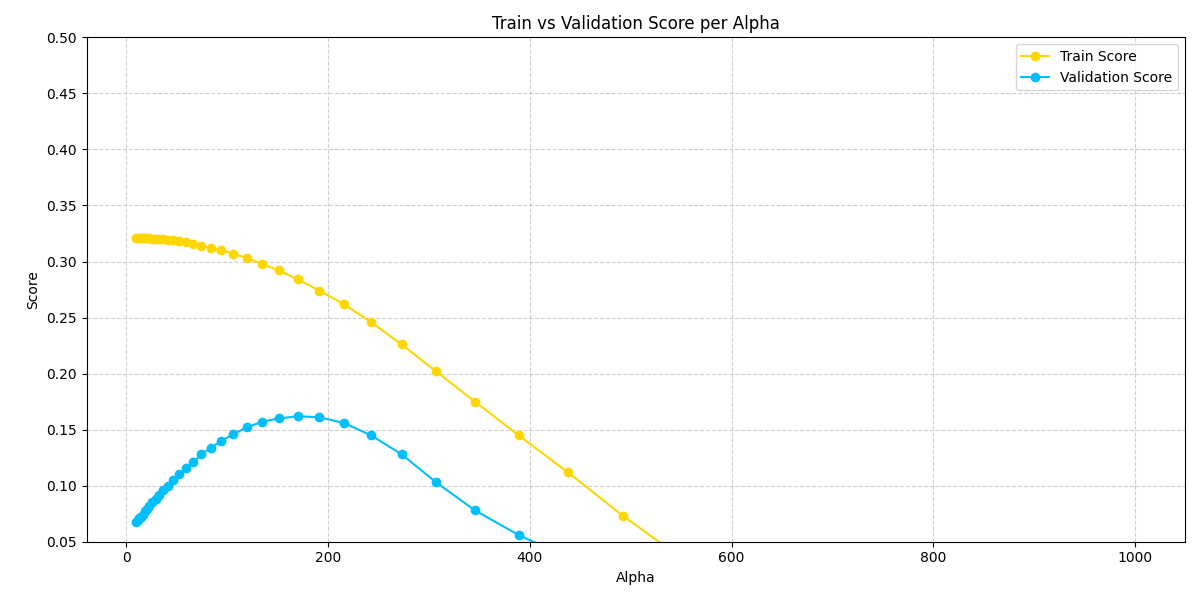 Train vs Validation Score per Alpha
Train Score
Validation Score
Score
0.50
0.45
0.40
0.35
0.30
0.25
0.20
0.15
0.10
0.05
0 200 400 600 800 1000
Alpha